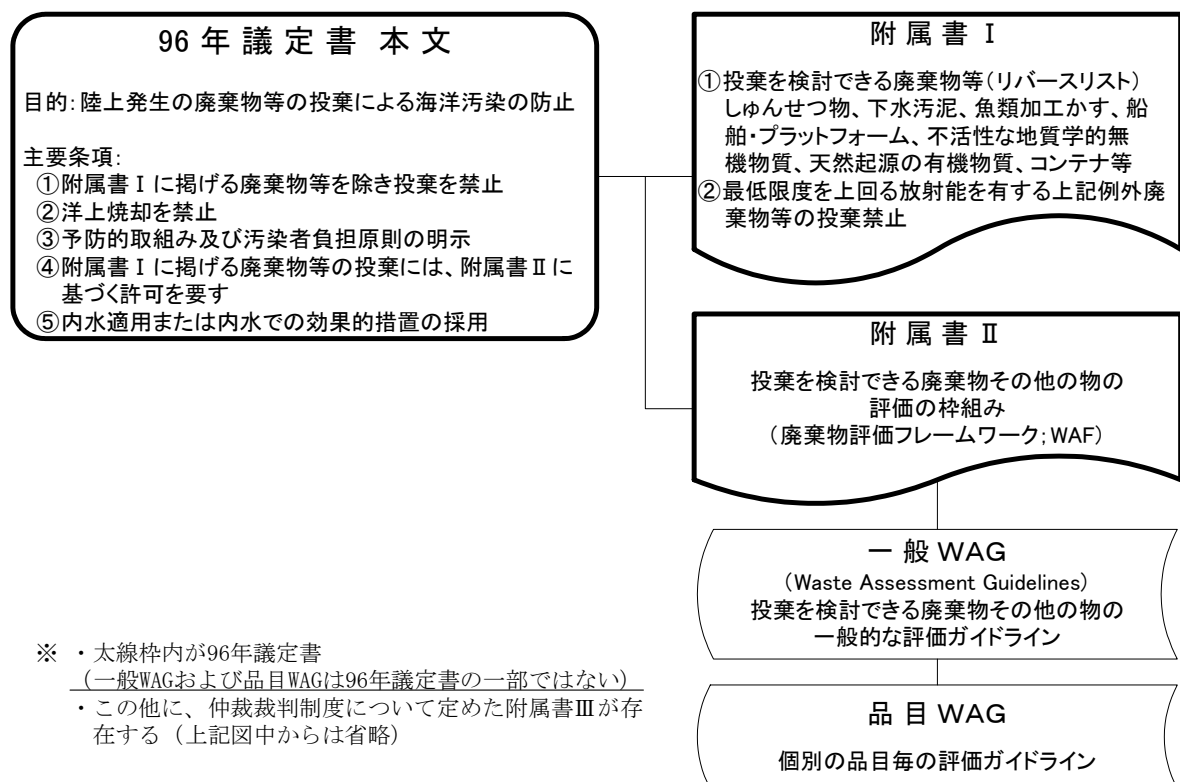 96 年 議 定 書 本 文
目的：陸上発生の廃棄物等の投棄による海洋汚染の防止
主要条項：
①附属書Ⅰに掲げる廃棄物等を除き投棄を禁止
②洋上焼却を禁止
③予防的取組み及び汚染者負担原則の明示
④附属書Ⅰに掲げる廃棄物等の投棄には、附属書Ⅱに
基づく許可を要す
⑤内水適用または内水での効果的措置の採用
附 属 書 Ⅰ
①投棄を検討できる廃棄物等（リバースリスト）
しゅんせつ物、下水汚泥、魚類加工かす、船
舶・プラットフォーム、不活性な地質学的無
機物質、天然起源の有機物質、コンテナ等
②最低限度を上回る放射能を有する上記例外廃
棄物等の投棄禁止
附 属 書 Ⅱ
投棄を検討できる廃棄物その他の物の
評価の枠組み
（廃棄物評価フレームワーク；WAF）
一 般 WAG
(Waste Assessment Guidelines)
投棄を検討できる廃棄物その他の物の
一般的な評価ガイドライン
品 目 WAG
個別の品目毎の評価ガイドライン
※ ・太線枠内が96年議定書
（一般WAGおよび品目WAGは96年議定書の一部ではない）
・この他に、仲裁裁判制度について定めた附属書Ⅲが存
在する（上記図中からは省略）